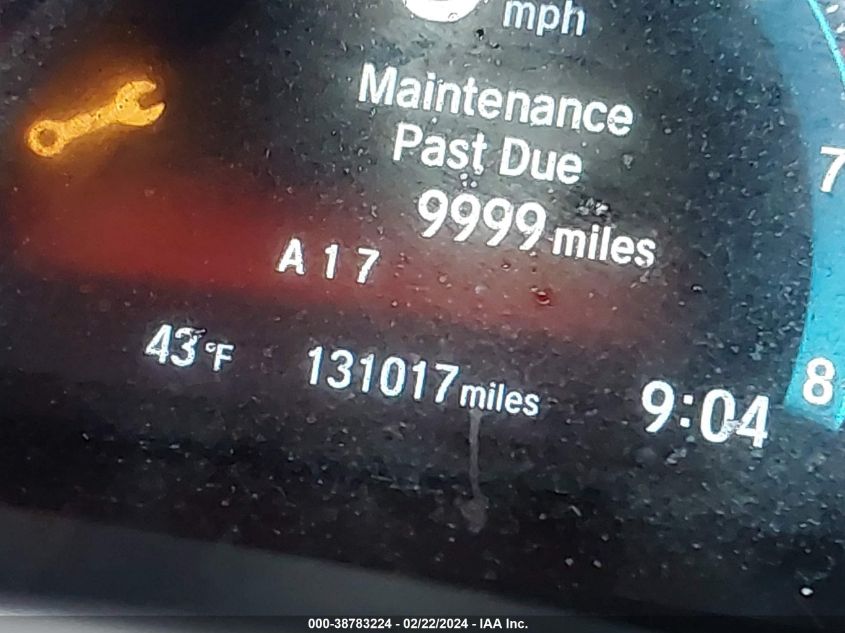 mph
Maintenance
Past Due
9999 miles
A 1 7
43 °F 131017 miles 9:04
7
8
000-38783224 - 02/22/2024 - IAA Inc.